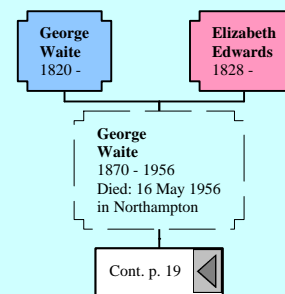 George
Waite
1820 -
Elizabeth
Edwards
1828 -
George
Waite
1870 - 1956
Died: 16 May 1956
in Northampton
Cont. p. 19